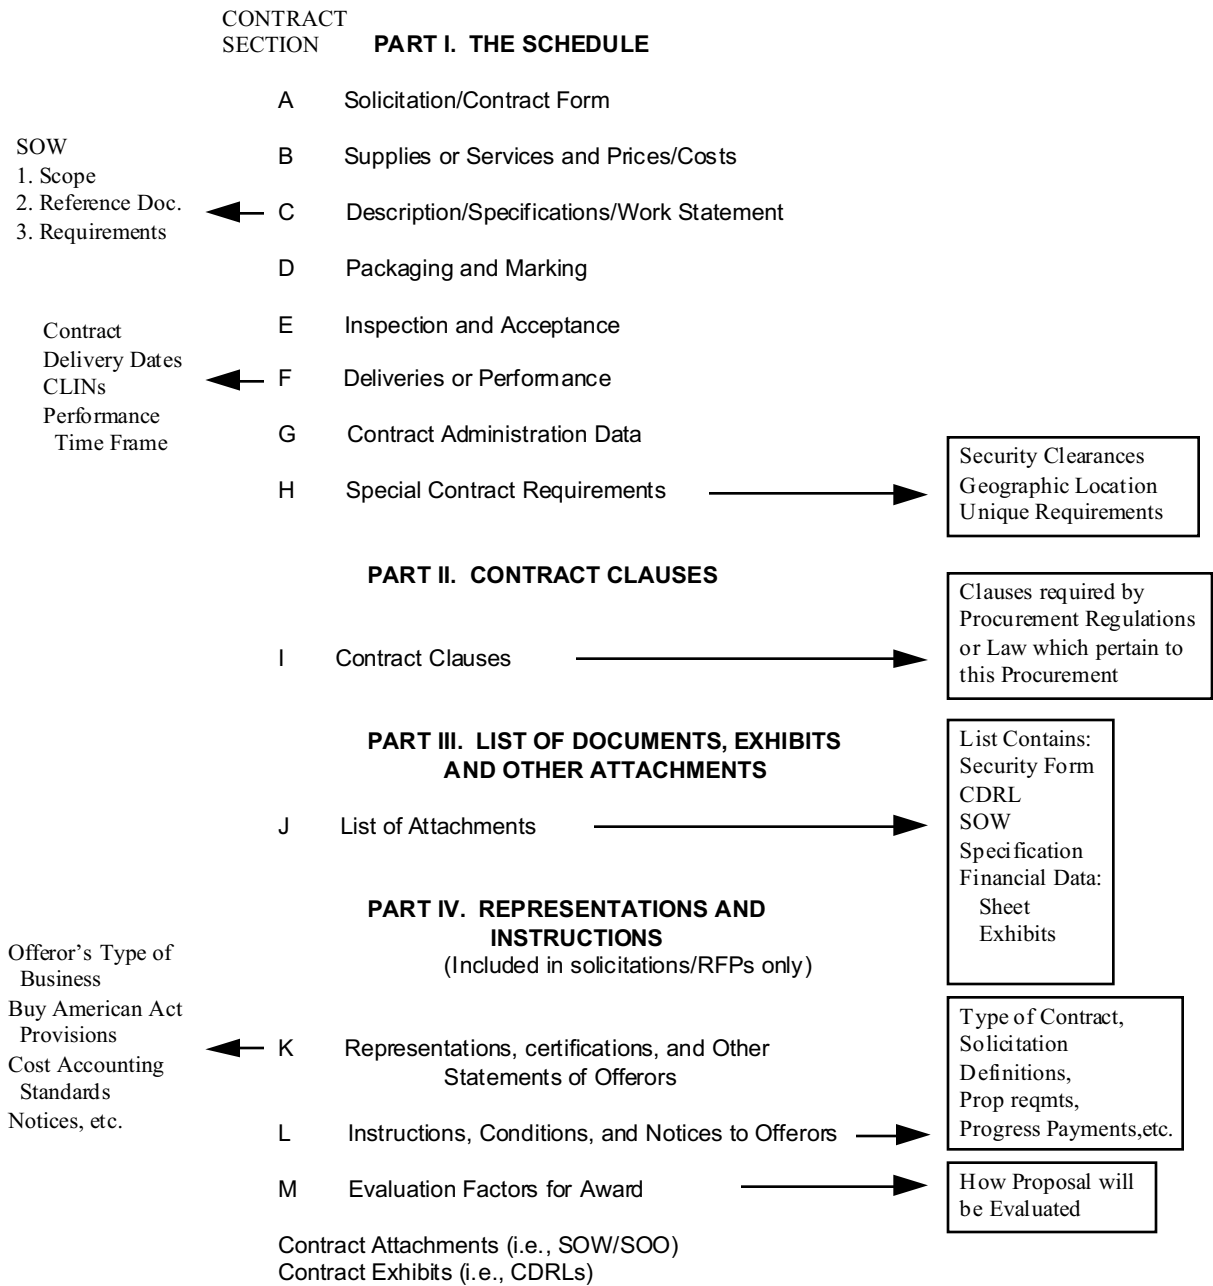 CONTRACT
SECTION PART I. THE SCHEDULE
A Solicitation/Contract Form
B Supplies or Services and Prices/Costs
SOW
1. Scope
2. Reference Doc.
3. Requirements
C Description/Specifications/Work Statement
D Packaging and Marking
E Inspection and Acceptance
Contract
Delivery Dates
CLINs
Performance
Time Frame
F Deliveries or Performance
G Contract Administration Data
H Special Contract Requirements
Security Clearances
Geographic Location
Unique Requirements
PART II. CONTRACT CLAUSES
I Contract Clauses
Clauses required by
Procurement Regulations
or Law which pertain to
this Procurement
PART III. LIST OF DOCUMENTS, EXHIBITS
AND OTHER ATTACHMENTS
J List of Attachments
List Contains:
Security Form
CDRL
SOW
Specification
Financial Data:
Sheet
Exhibits
PART IV. REPRESENTATIONS AND
INSTRUCTIONS
(Included in solicitations/RFPs only)
Offeror's Type of
Business
Buy American Act
Provisions
Cost Accounting
Standards
Notices, etc.
K Representations, certifications, and Other
Statements of Offerors
L Instructions, Conditions, and Notices to Offerors
Type of Contract,
Solicitation
Definitions,
Prop reqmts,
Progress Payments,etc.
M Evaluation Factors for Award
How Proposal will
be Evaluated
Contract Attachments (i.e., SOW/SOO)
Contract Exhibits (i.e., CDRLs)